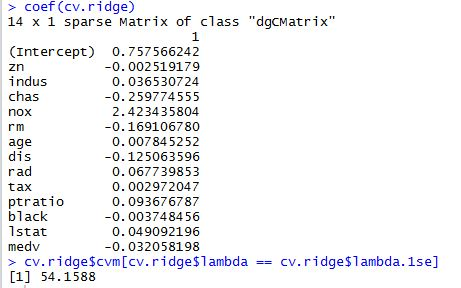 > coef(cv.ridge)
14 x 1 sparse Matrix of class "dgCMatrix"
1
(Intercept) 0.757566242
zn -0.002519179
indus 0.036530724
chas -0.259774555
nox 2.423435804
rm -0.169106780
age 0.007845252
dis -0.125063596
rad 0.067739853
tax 0.002972047
ptratio 0.093676787
black -0.003748456
lstat 0.049092196
medv -0.032058198
> cv.ridge$cvm[cv.ridge$lambda == cv.ridge$lambda.1se]
[1] 54.1588